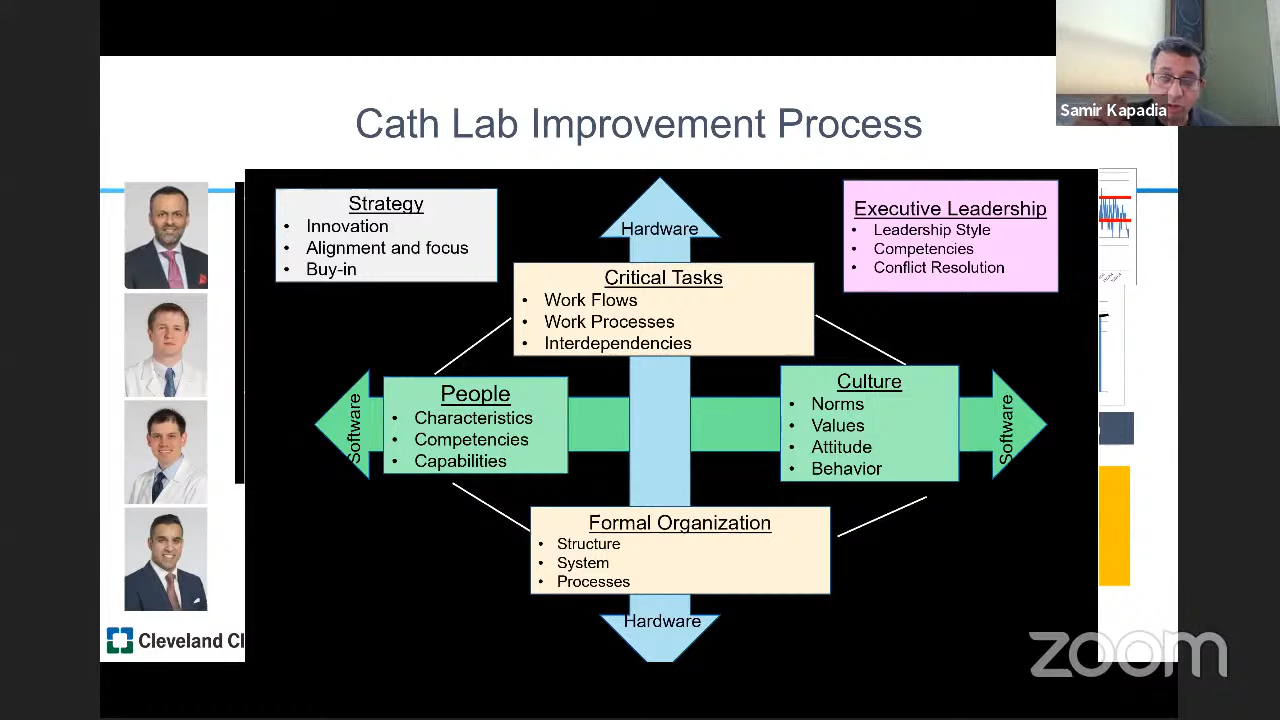 Samir Kapadia
Cath Lab Improvement Process
Strategy
• Innovation
• Alignment and focus
• Buy-in
Hardware
Executive Leadership
• Leadership Style
• Competencies
• Conflict Resolution
Critical Tasks
• Work Flows
• Work Processes
• Interdependencies
Software
People
• Characteristics
• Competencies
• Capabilities
Culture
• Norms
• Values
• Attitude
• Behavior
Software
Formal Organization
• Structure
• System
• Processes
Hardware
Cleveland Cl
zoom